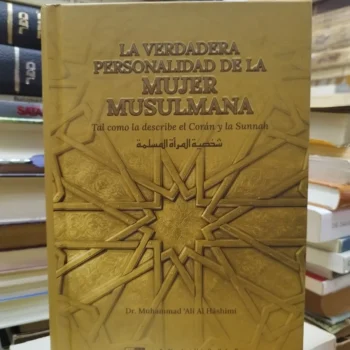 LA VERDADERA
PERSONALIDAD DE LA
MUJER
MUSULMANA
Tal como la describe el Corán y la Sunnah
شخصية المرأة المسلمة
Dr. Muhammad 'Ali Al Hashimi